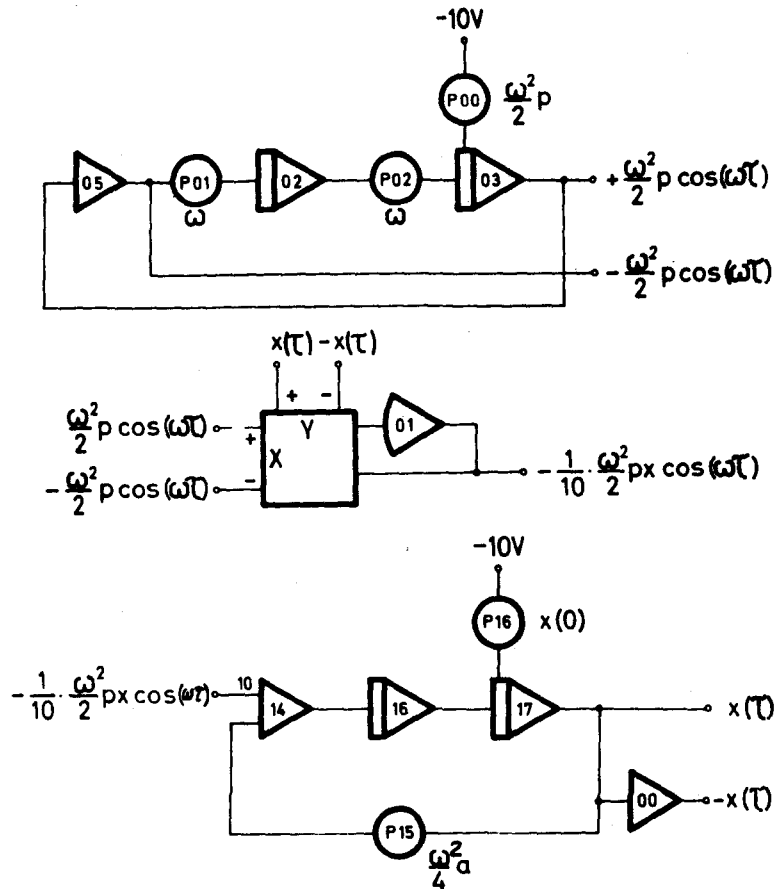 -10V
P00 ω²/2 p
05 P01 02 P02 03 + ω²/2 p cos(ωτ)
ω ω
- ω²/2 p cos(ωτ)
x(τ) -x(τ)
+ -
ω²/2 p cos(ωτ) + Y 01
X
-ω²/2 p cos(ωτ) - - 1/10 · ω²/2 px cos(ωτ)
-10V
P16 x(0)
- 1/10 · ω²/2 px cos(ωτ) 10 14 16 17 x(τ)
00 -x(τ)
P15
ω²/4 a